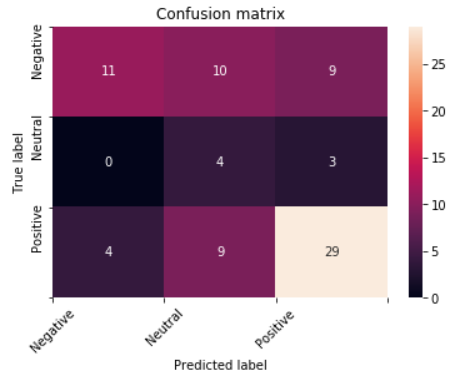 Confusion matrix
True label
Negative
11 10 9
25
20
Neutral
0 4 3
15
10
Positive
4 9 29
5
0
Negative Neutral Positive
Predicted label